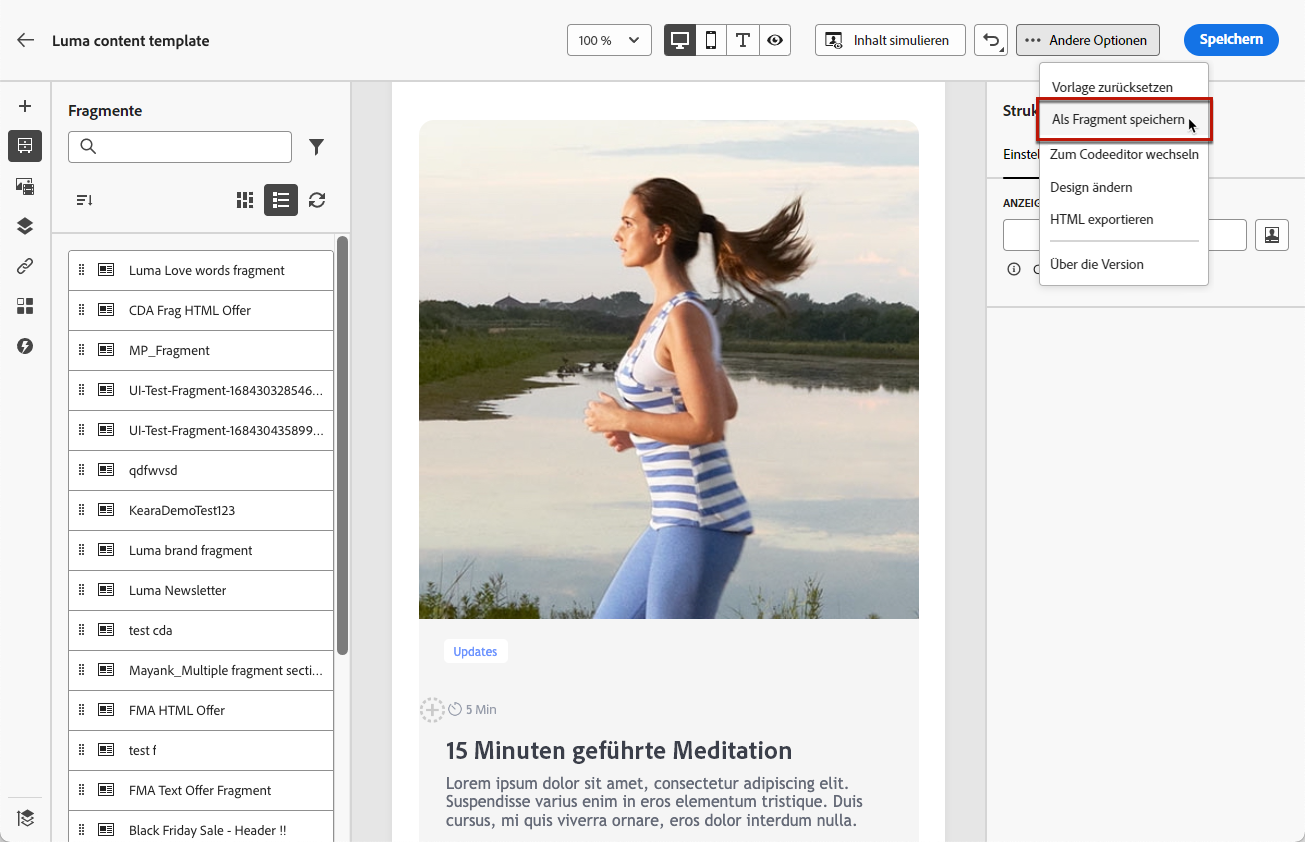 Luma content template
100 %
Inhalt simulieren
Andere Optionen
Speichern
Vorlage zurücksetzen
Als Fragment speichern
Zum Codeeditor wechseln
Design ändern
HTML exportieren
Über die Version
Fragmente
Luma Love words fragment
CDA Frag HTML Offer
MP_Fragment
UI-Test-Fragment-168430328546...
UI-Test-Fragment-168430435899...
qdfwvsd
KearaDemoTest123
Luma brand fragment
Luma Newsletter
test cda
Mayank_Multiple fragment secti...
FMA HTML Offer
test f
FMA Text Offer Fragment
Black Friday Sale - Header !!
Updates
5 Min
15 Minuten geführte Meditation
Lorem ipsum dolor sit amet, consectetur adipiscing elit.
Suspendisse varius enim in eros elementum tristique. Duis
cursus, mi quis viverra ornare, eros dolor interdum nulla.